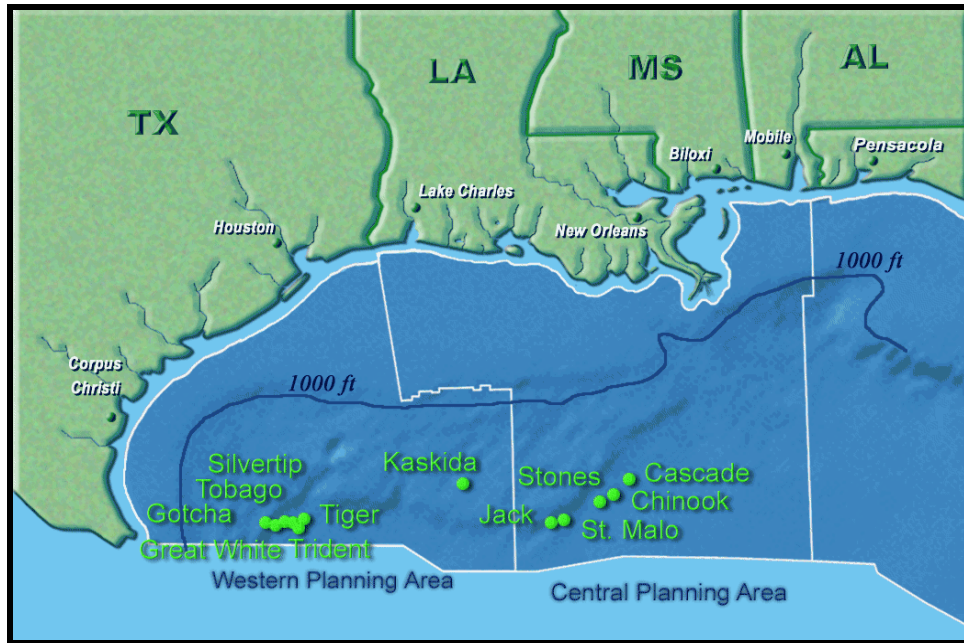 TX
LA
MS
AL
Mobile
Biloxi
Pensacola
Lake Charles
Houston
New Orleans
1000 ft
Corpus
Christi
1000 ft
Silvertip
Tobago
Gotcha
Tiger
Great White Trident
Kaskida
Stones
Cascade
Chinook
Jack
St. Malo
Western Planning Area
Central Planning Area